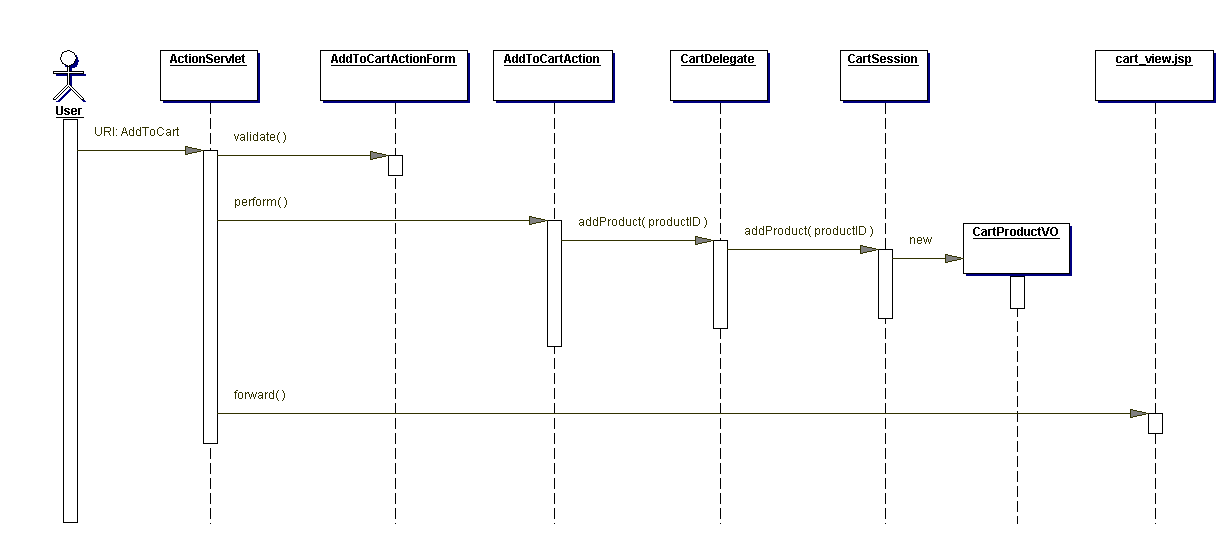 ActionServlet
AddToCartActionForm
AddToCartAction
CartDelegate
CartSession
cart_view.jsp
User
URI: AddToCart
validate( )
perform( )
addProduct( productID )
addProduct( productID )
new
CartProductVO
forward( )